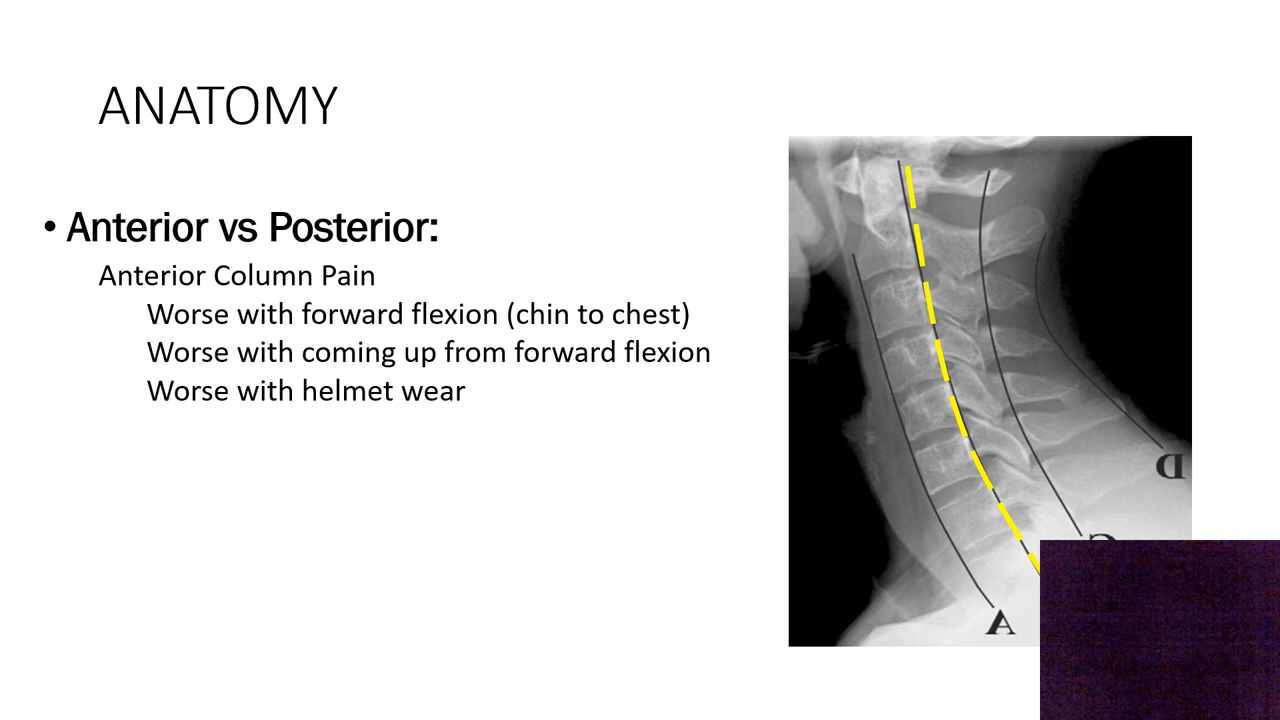 ANATOMY
• Anterior vs Posterior:
Anterior Column Pain
Worse with forward flexion (chin to chest)
Worse with coming up from forward flexion
Worse with helmet wear
D
A